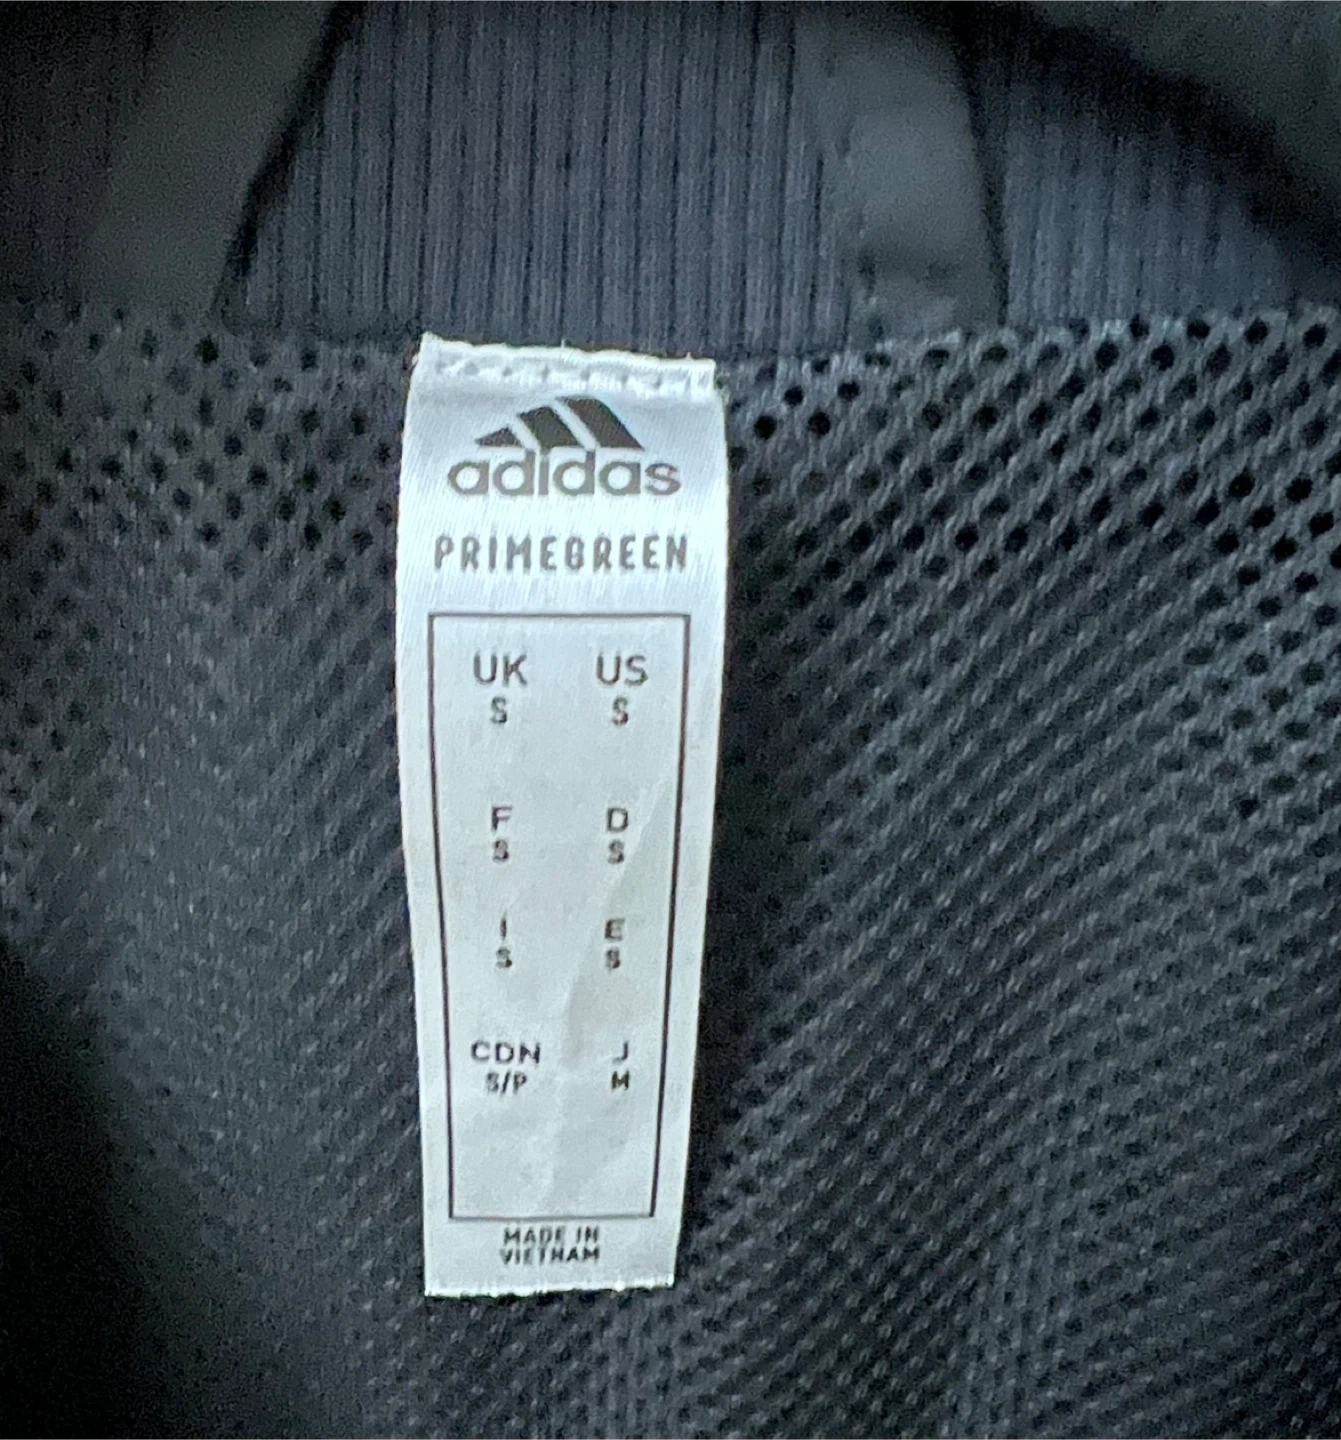 adidas
PRIMEGREEN
UK US
S S
F D
S S
I E
S S
CDN J
S/P M
MADE IN
VIETNAM